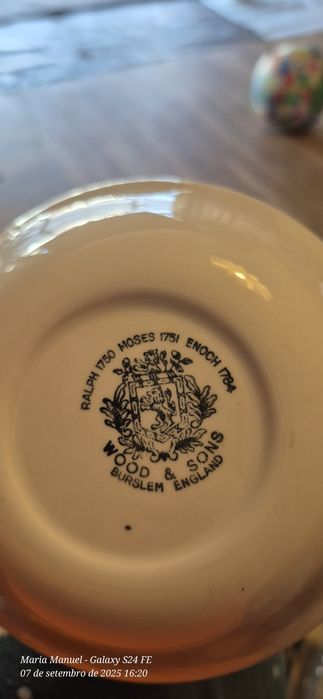 RALPH 1750 MOSES 1751 ENOCH 1784
WOOD & SONS
BURSLEM ENGLAND
Maria Manuel - Galaxy S24 FE
07 de setembro de 2025 16:20